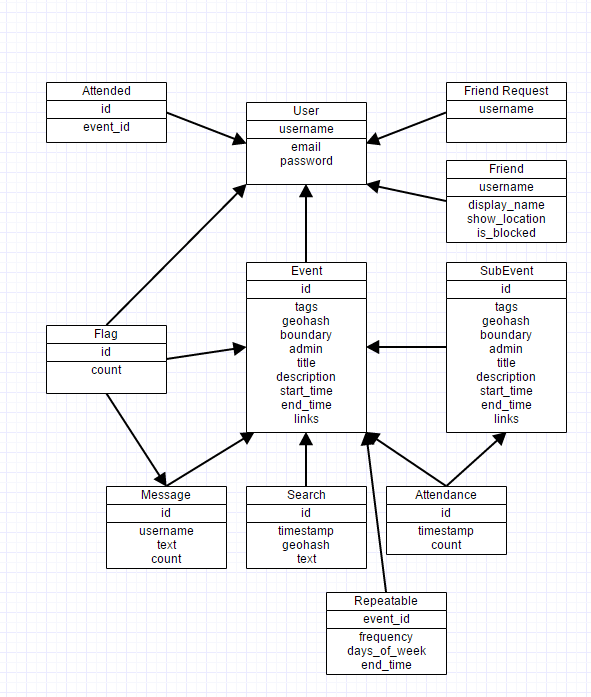 Attended
id
event_id
User
username
email
password
Friend Request
username
Friend
username
display_name
show_location
is_blocked
Event
id
tags
geohash
boundary
admin
title
description
start_time
end_time
links
SubEvent
id
tags
geohash
boundary
admin
title
description
start_time
end_time
links
Flag
id
count
Message
id
username
text
count
Search
id
timestamp
geohash
text
Attendance
id
timestamp
count
Repeatable
event_id
frequency
days_of_week
end_time